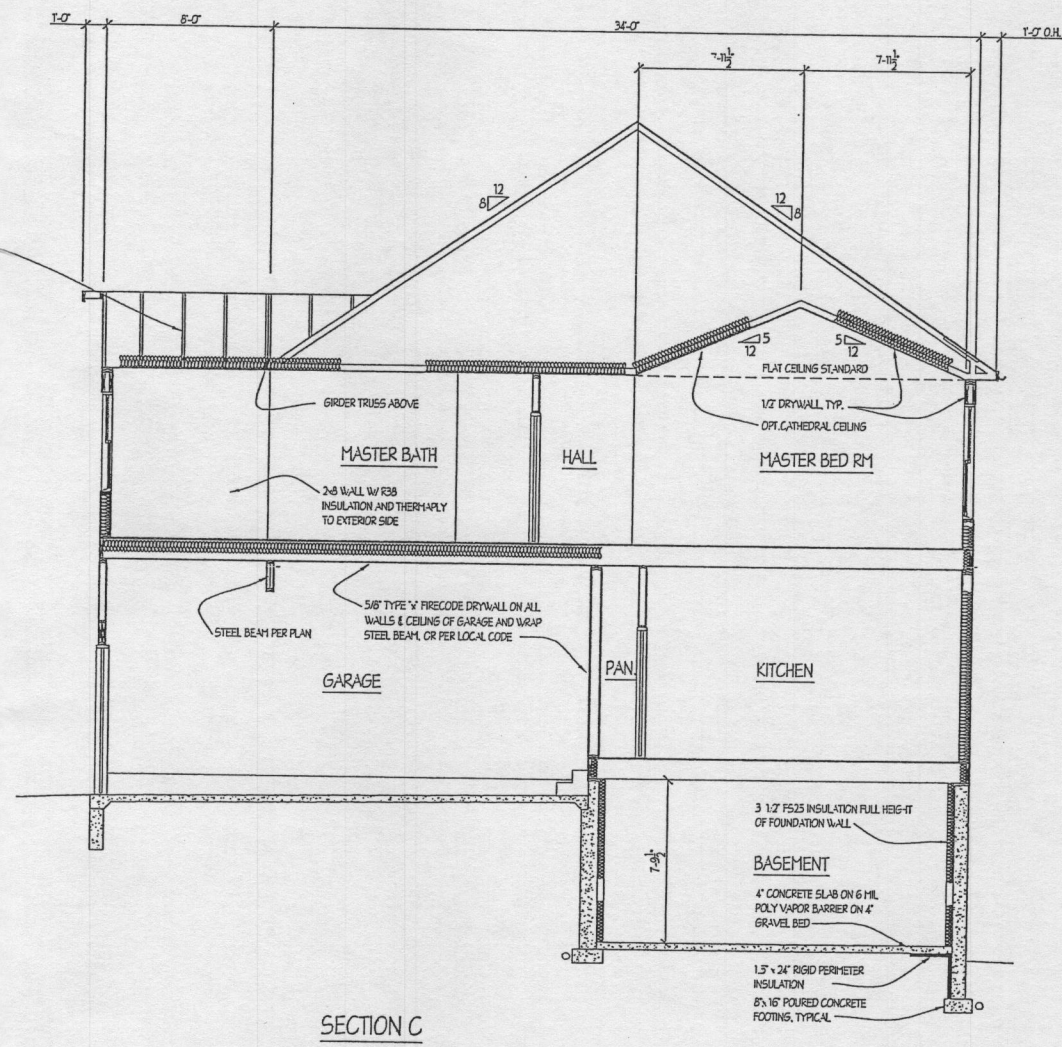 1'-0"
8'-0"
34'-0"
1'-0" O.H.
7'-11 1/2
7'-11 1/2
12
8
12
8
5
12
5
12
FLAT CEILING STANDARD
1/2" DRYWALL, TYP.
OPT. CATHEDRAL CEILING
GIRDER TRUSS ABOVE
MASTER BATH
HALL
MASTER BED RM
2x8 WALL W/ R38
INSULATION AND THERMAPLY
TO EXTERIOR SIDE
5/8" TYPE "x" FIRECODE DRYWALL ON ALL
WALLS & CEILING OF GARAGE AND WRAP
STEEL BEAM, OR PER LOCAL CODE
STEEL BEAM PER PLAN
GARAGE
PAN.
KITCHEN
3 1/2" FS25 INSULATION FULL HEIGHT
OF FOUNDATION WALL
7'-9 1/2
BASEMENT
4" CONCRETE SLAB ON 6 MIL
POLY VAPOR BARRIER ON 4"
GRAVEL BED
1.5" x 24" RIGID PERIMETER
INSULATION
8"x 16" POURED CONCRETE
FOOTING, TYPICAL
SECTION C